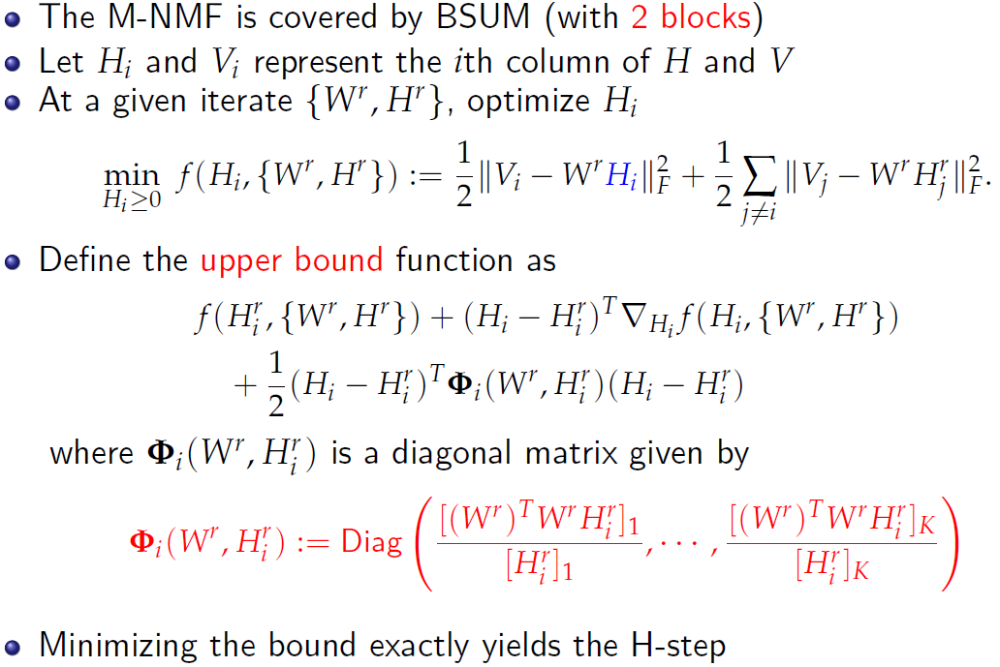 The M-NMF is covered by BSUM (with 2 blocks)
Let $H_i$ and $V_i$ represent the $i$th column of $H$ and $V$
At a given iterate $\{W^r, H^r\}$, optimize $H_i$
$\min_{H_i \geq 0} f(H_i, \{W^r, H^r\}) := \frac{1}{2}\|V_i - W^r H_i\|_F^2 + \frac{1}{2}\sum_{j \neq i}\|V_j - W^r H_j^r\|_F^2.$
Define the upper bound function as
$f(H_i^r, \{W^r, H^r\}) + (H_i - H_i^r)^T \nabla_{H_i} f(H_i, \{W^r, H^r\})$
$+ \frac{1}{2}(H_i - H_i^r)^T \mathbf{\Phi}_i(W^r, H_i^r)(H_i - H_i^r)$
where $\mathbf{\Phi}_i(W^r, H_i^r)$ is a diagonal matrix given by
$\mathbf{\Phi}_i(W^r, H_i^r) := \text{Diag}\left(\frac{[(W^r)^T W^r H_i^r]_1}{[H_i^r]_1}, \cdots, \frac{[(W^r)^T W^r H_i^r]_K}{[H_i^r]_K}\right)$
Minimizing the bound exactly yields the H-step